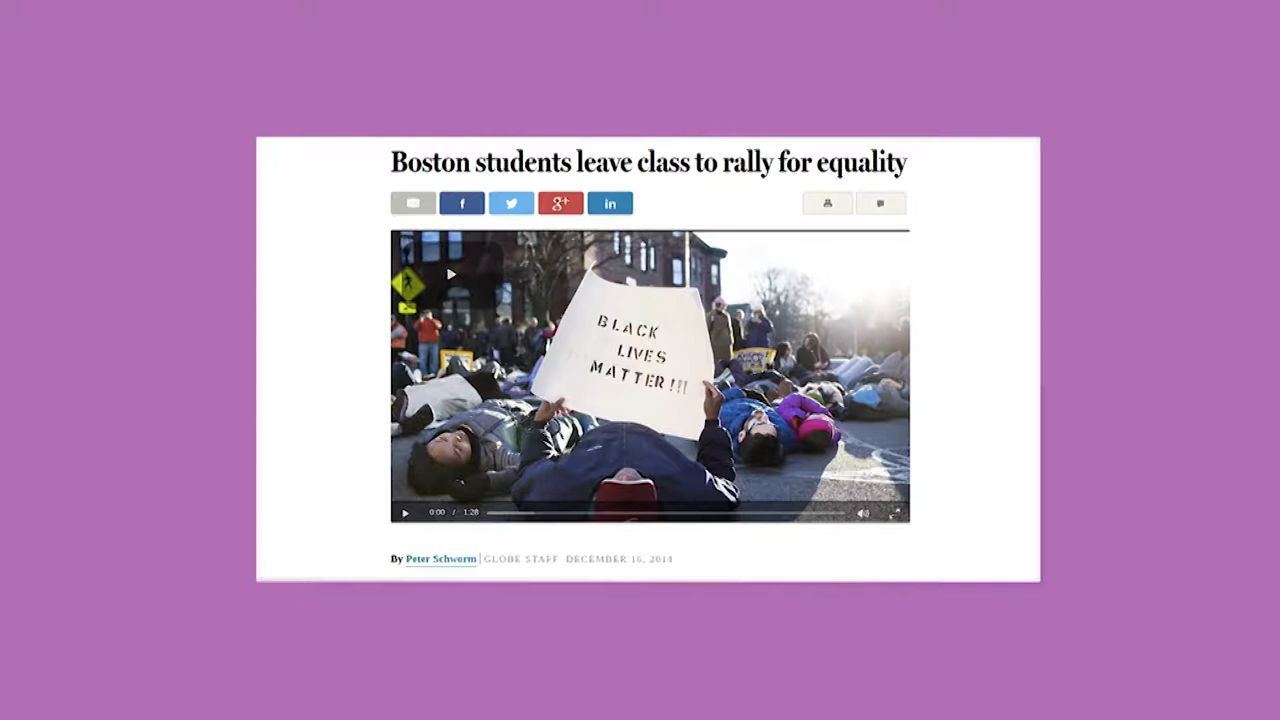 Boston students leave class to rally for equality
f
g+
in
BLACK
LIVES
MATTER!!!
0:00 / 1:28
By Peter Schworm | GLOBE STAFF DECEMBER 16, 2014